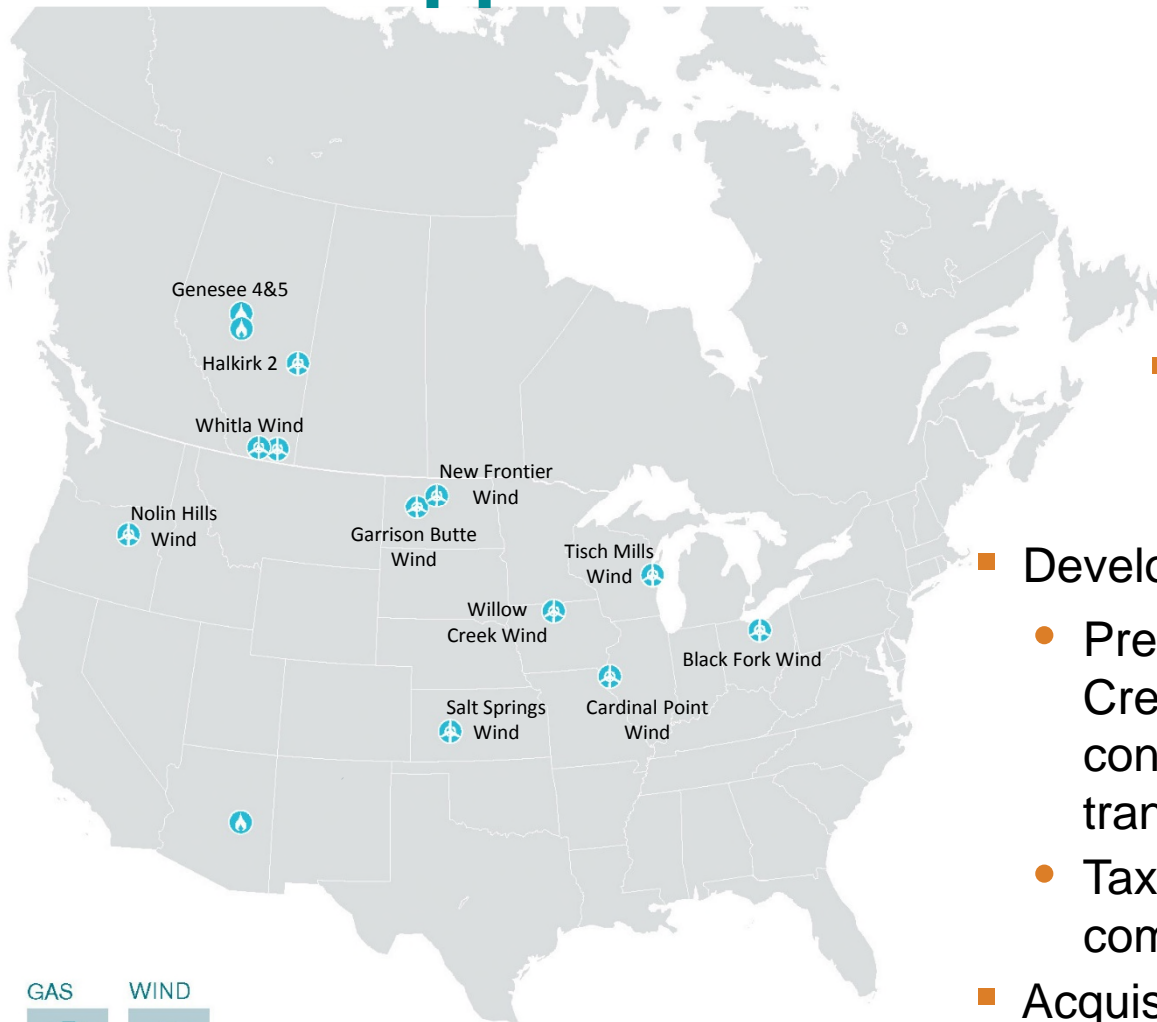 Genesee 4&5
Halkirk 2
Whitla Wind
New Frontier
Wind
Nolin Hills
Wind
Garrison Butte
Wind
Tisch Mills
Wind
Willow
Creek Wind
Black Fork Wind
Salt Springs
Wind
Cardinal Point
Wind
GAS WIND
Develo
Pre
Cre
con
tran
Tax
com
Acquis